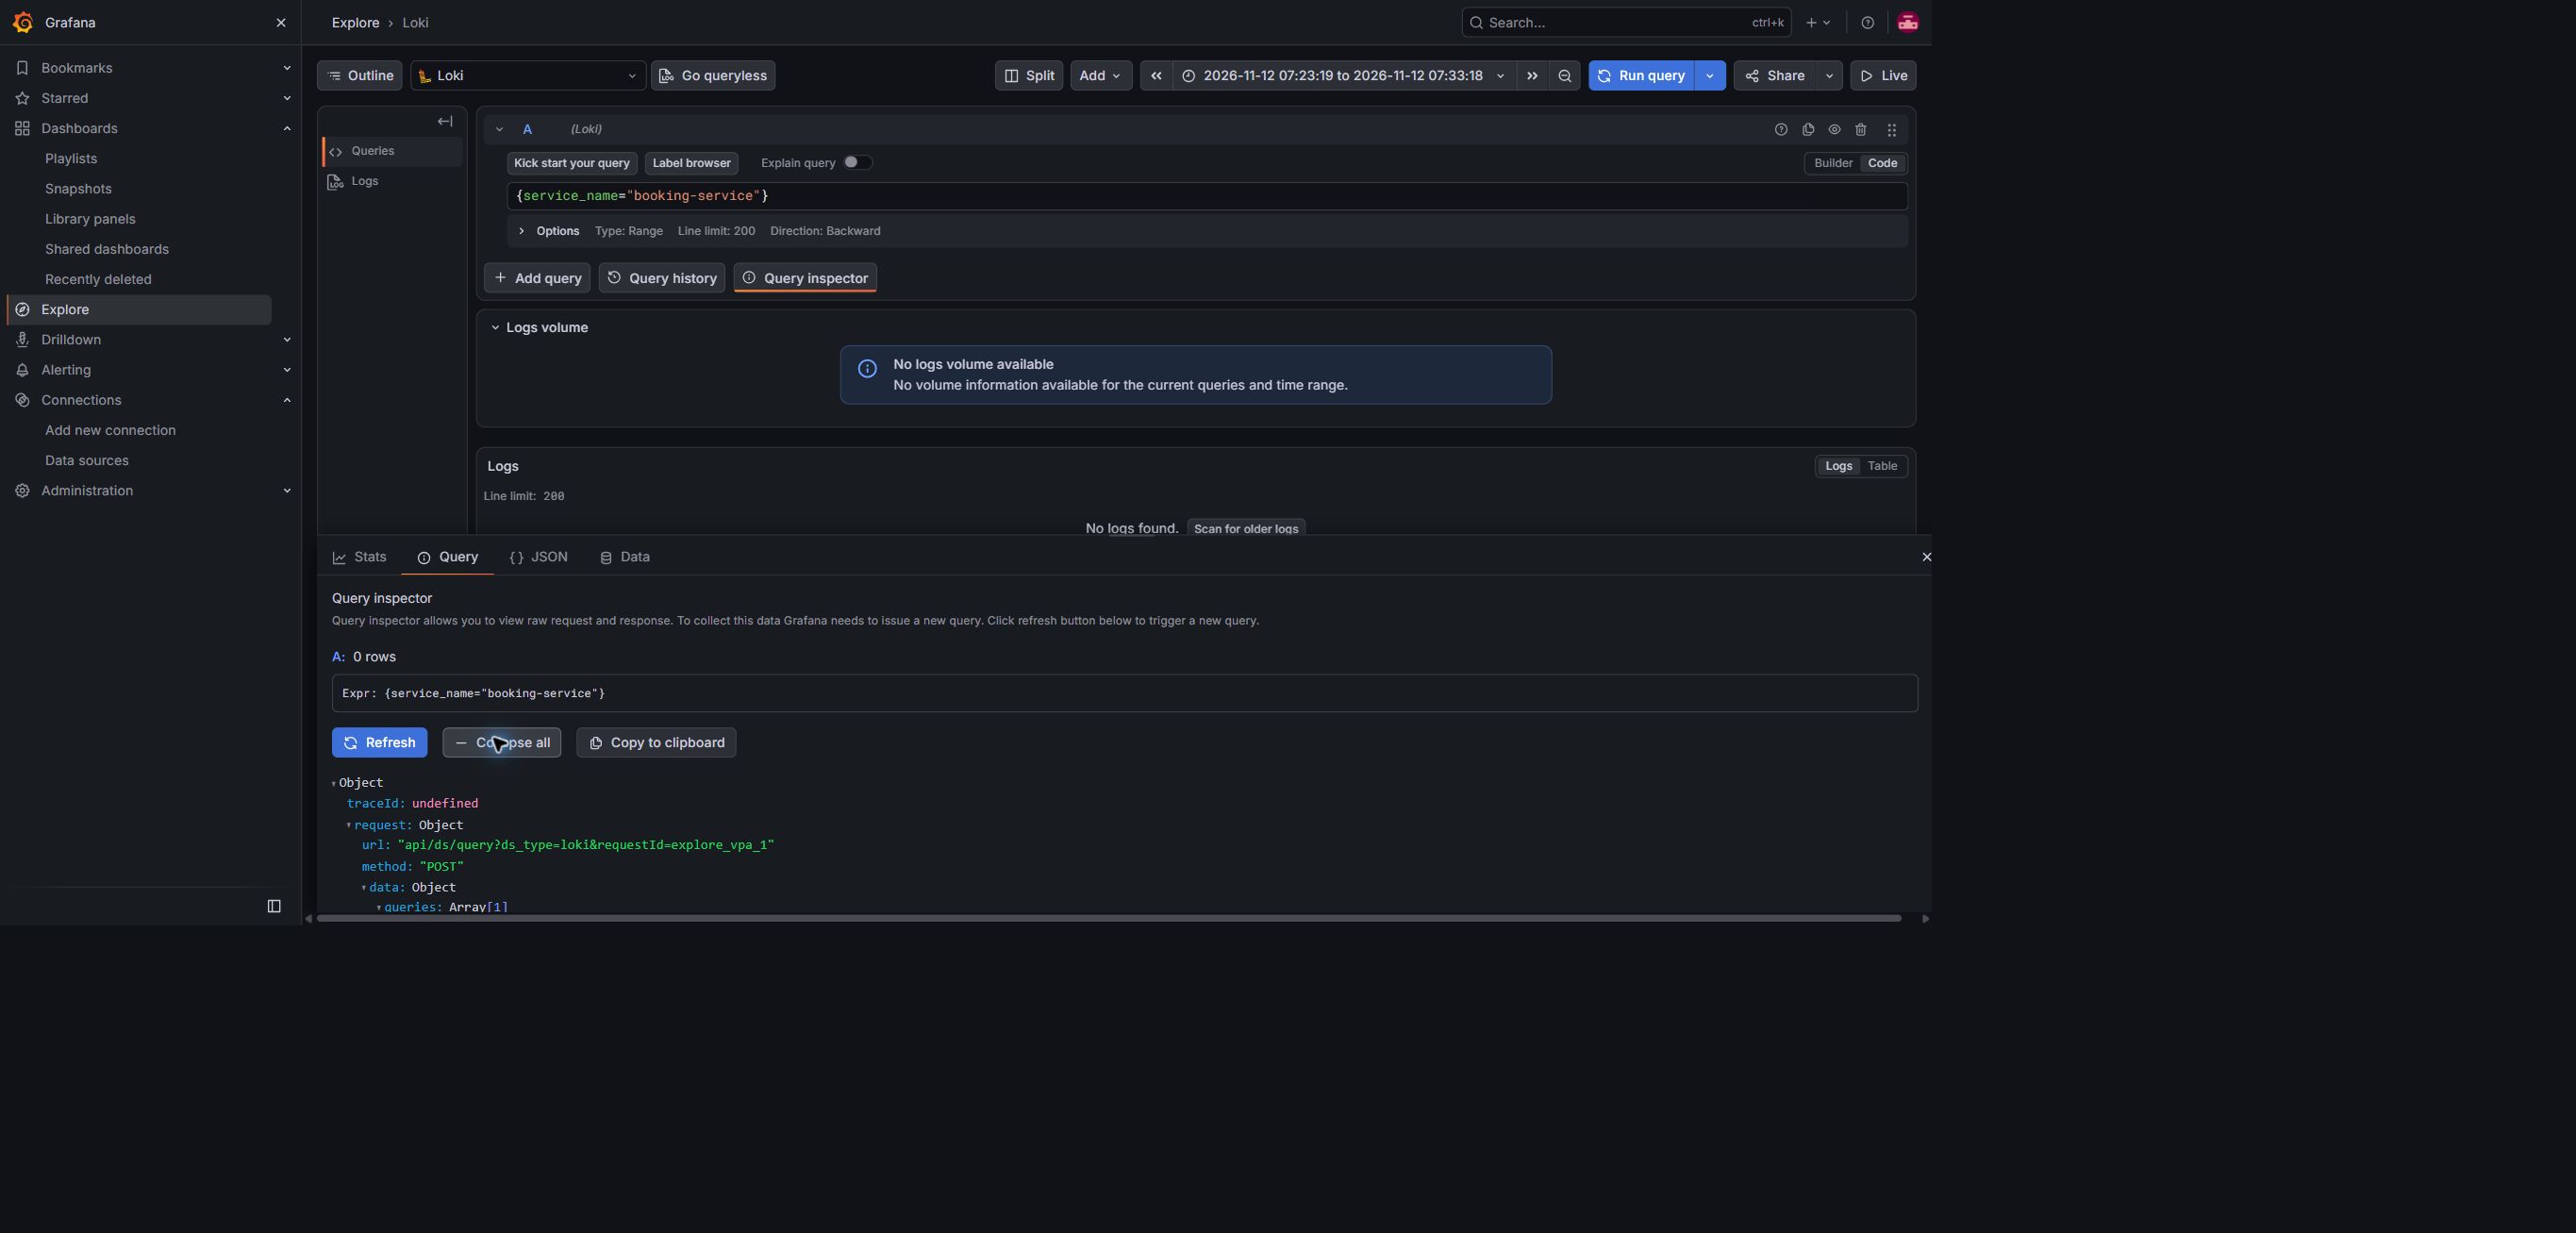 Grafana
Explore › Loki
Search...
ctrl+k
Bookmarks
Starred
Dashboards
Playlists
Snapshots
Library panels
Shared dashboards
Recently deleted
Explore
Drilldown
Alerting
Connections
Add new connection
Data sources
Administration
Outline
Loki
Go queryless
Split
Add
2026-11-12 07:23:19 to 2026-11-12 07:33:18
Run query
Share
Live
Queries
Logs
A (Loki)
Kick start your query
Label browser
Explain query
Builder
Code
{service_name="booking-service"}
Options Type: Range Line limit: 200 Direction: Backward
Add query
Query history
Query inspector
Logs volume
No logs volume available
No volume information available for the current queries and time range.
Logs
Logs
Table
Line limit: 200
No logs found.
Scan for older logs
Stats
Query
{} JSON
Data
Query inspector
Query inspector allows you to view raw request and response. To collect this data Grafana needs to issue a new query. Click refresh button below to trigger a new query.
A: 0 rows
Expr: {service_name="booking-service"}
Refresh
all
Copy to clipboard
Object
traceId: undefined
request: Object
url: "api/ds/query?ds_type=loki&requestId=explore_vpa_1"
method: "POST"
data: Object
queries: Array[1]